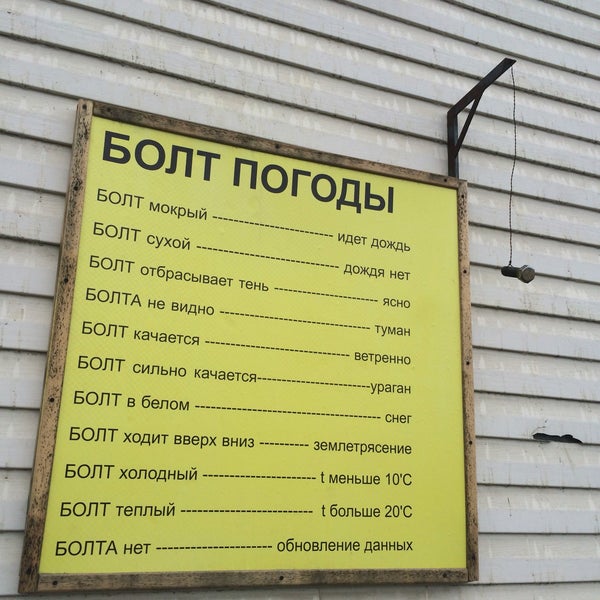 БОЛТ ПОГОДЫ
БОЛТ мокрый ----------------------- идет дождь
БОЛТ сухой --------------------------- дождя нет
БОЛТ отбрасывает тень -------------------- ясно
БОЛТА не видно ----------------------------- туман
БОЛТ качается ---------------------------- ветренно
БОЛТ сильно качается----------------------ураган
БОЛТ в белом ------------------------------------ снег
БОЛТ ходит вверх вниз ---------- землетрясение
БОЛТ холодный ---------------------- t меньше 10'С
БОЛТ теплый -------------------------- t больше 20'С
БОЛТА нет ---------------------- обновление данных